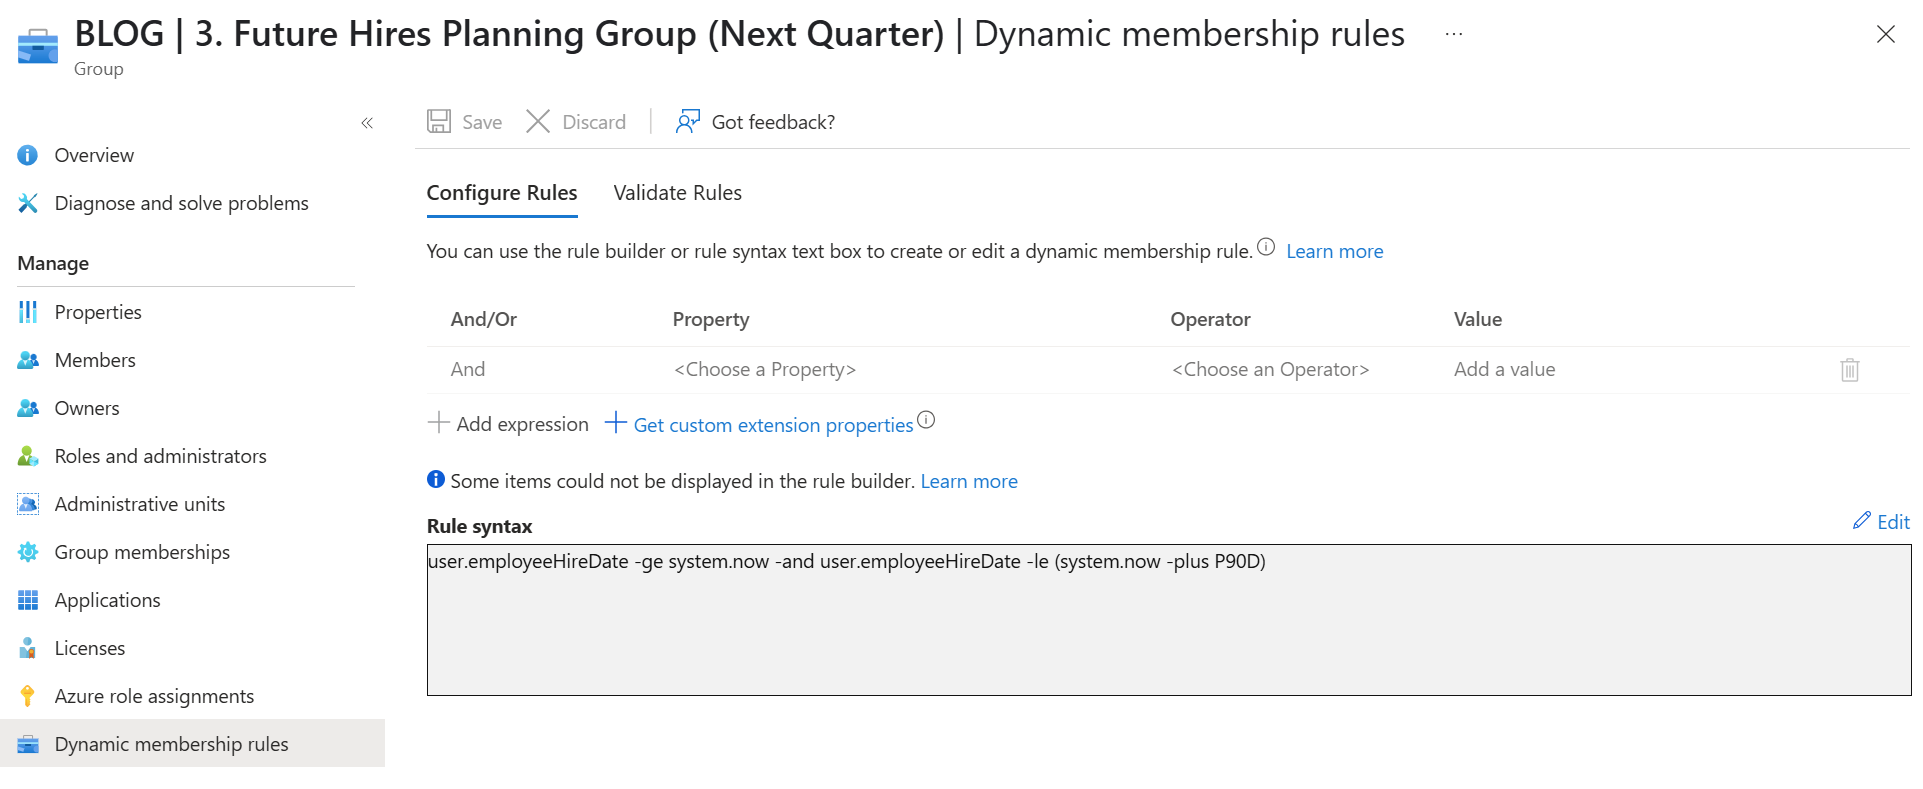 BLOG | 3. Future Hires Planning Group (Next Quarter) | Dynamic membership rules ...
Group
«
Overview
Diagnose and solve problems
Manage
Properties
Members
Owners
Roles and administrators
Administrative units
Group memberships
Applications
Licenses
Azure role assignments
Dynamic membership rules
Save Discard Got feedback?
Configure Rules Validate Rules
You can use the rule builder or rule syntax text box to create or edit a dynamic membership rule. Learn more
And/Or Property Operator Value
And <Choose a Property> <Choose an Operator> Add a value
Add expression Get custom extension properties
Some items could not be displayed in the rule builder. Learn more
Rule syntax Edit
user.employeeHireDate -ge system.now -and user.employeeHireDate -le (system.now -plus P90D)